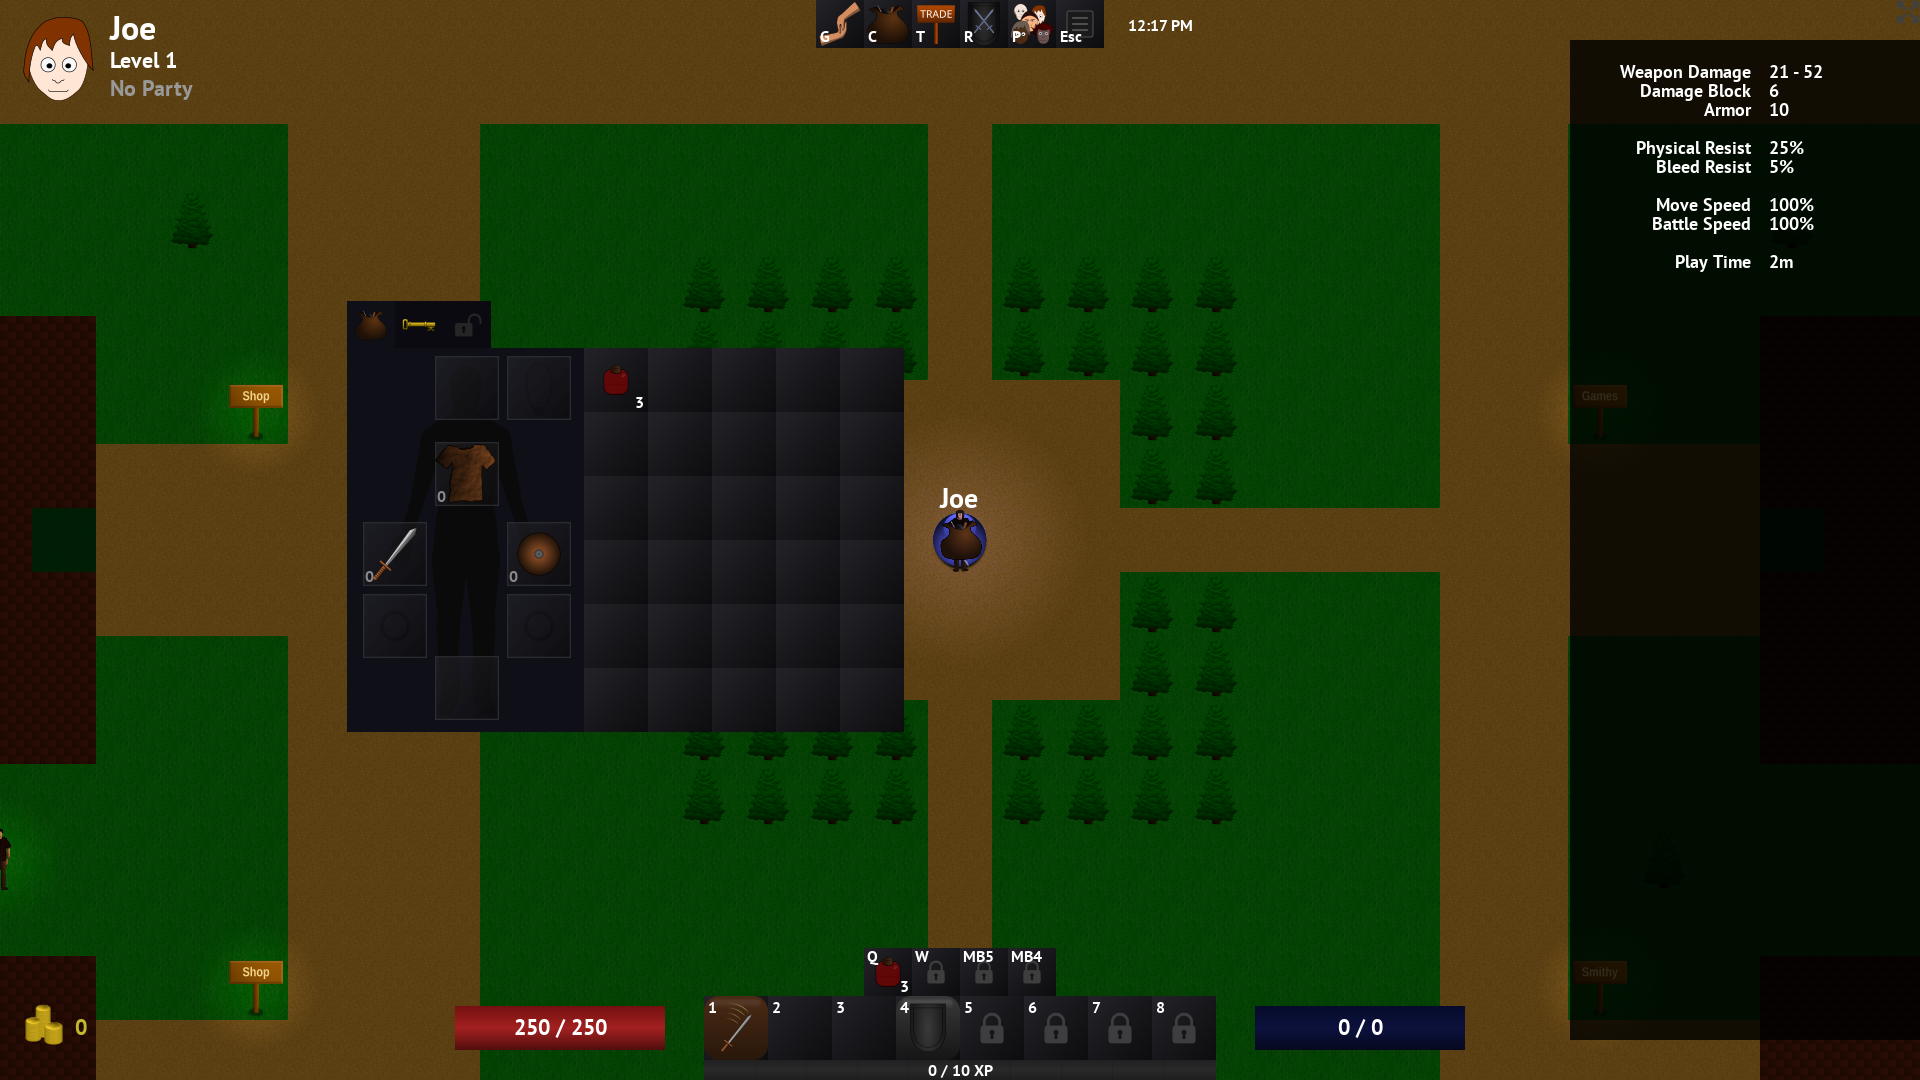 Joe
Level 1
No Party
G
C
TRADE
T
R
P
Esc
12:17 PM
Weapon Damage 21 - 52
Damage Block 6
Armor 10
Physical Resist 25%
Bleed Resist 5%
Move Speed 100%
Battle Speed 100%
Play Time 2m
Shop
Games
3
0
0
0
Joe
Shop
Smithy
Q
W
MB5
MB4
3
1
2
3
4
5
6
7
8
0
250 / 250
0 / 0
0 / 10 XP